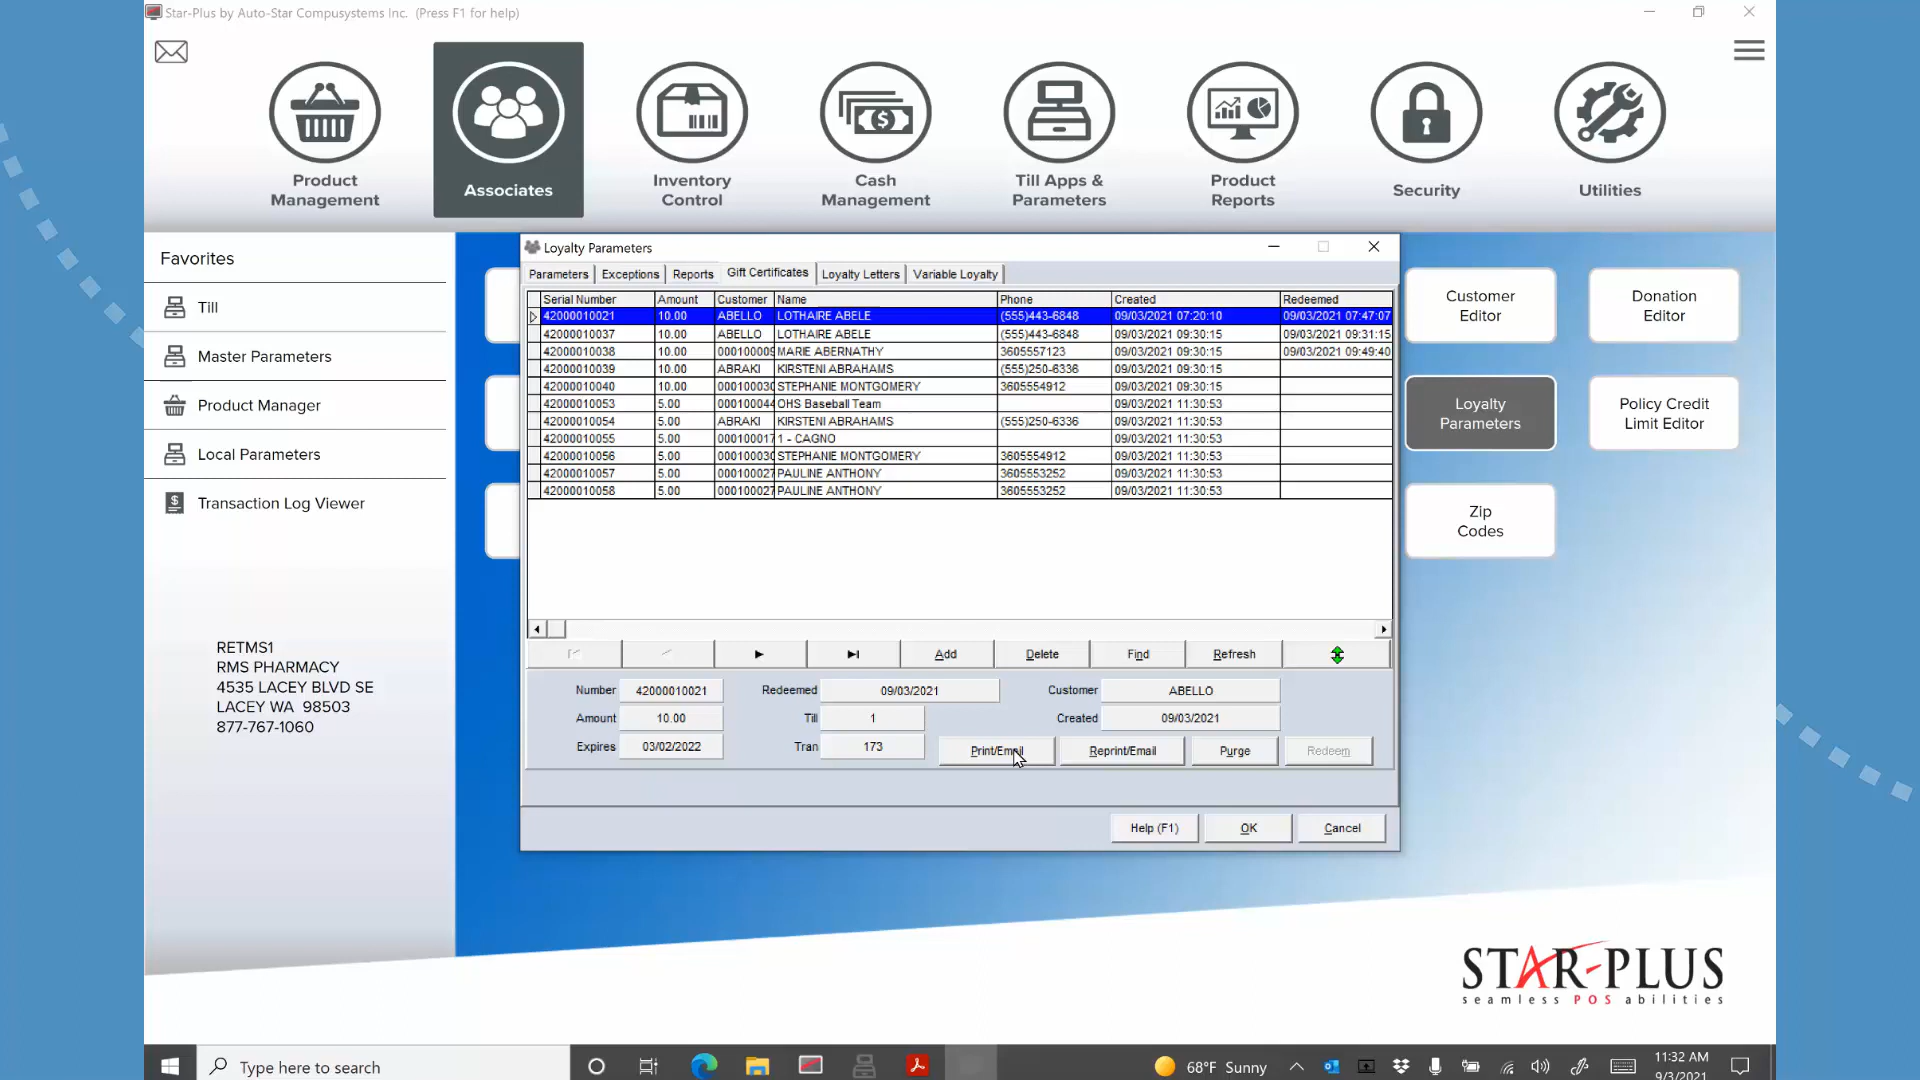 Star-Plus by Auto-Star Compusystems Inc. (Press F1 for help)
Product Management
Associates
Inventory Control
Cash Management
Till Apps & Parameters
Product Reports
Security
Utilities
Favorites
Till
Master Parameters
Product Manager
Local Parameters
Transaction Log Viewer
RETMS1
RMS PHARMACY
4535 LACEY BLVD SE
LACEY WA 98503
877-767-1060
Loyalty Parameters
Parameters Exceptions Reports Gift Certificates Loyalty Letters Variable Loyalty
Serial Number Amount Customer Name Phone Created Redeemed
42000010021 10.00 ABELLO LOTHAIRE ABELE (555)443-6848 09/03/2021 07:20:10 09/03/2021 07:47:07
42000010037 10.00 ABELLO LOTHAIRE ABELE (555)443-6848 09/03/2021 09:30:15 09/03/2021 09:31:15
42000010038 10.00 000100009 MARIE ABERNATHY 3605557123 09/03/2021 09:30:15 09/03/2021 09:49:40
42000010039 10.00 ABRAKI KIRSTENI ABRAHAMS (555)250-6336 09/03/2021 09:30:15
42000010040 10.00 000100030 STEPHANIE MONTGOMERY 3605554912 09/03/2021 09:30:15
42000010053 5.00 000100044 OHS Baseball Team 09/03/2021 11:30:53
42000010054 5.00 ABRAKI KIRSTENI ABRAHAMS (555)250-6336 09/03/2021 11:30:53
42000010055 5.00 000100017 1 - CAGNO 09/03/2021 11:30:53
42000010056 5.00 000100030 STEPHANIE MONTGOMERY 3605554912 09/03/2021 11:30:53
42000010057 5.00 000100027 PAULINE ANTHONY 3605553252 09/03/2021 11:30:53
42000010058 5.00 000100027 PAULINE ANTHONY 3605553252 09/03/2021 11:30:53
Add Delete Find Refresh
Number 42000010021 Redeemed 09/03/2021 Customer ABELLO
Amount 10.00 Till 1 Created 09/03/2021
Expires 03/02/2022 Tran 173
Print/Email Reprint/Email Purge Redeem
Help (F1) OK Cancel
Customer Editor
Donation Editor
Loyalty Parameters
Policy Credit Limit Editor
Zip Codes
STAR-PLUS
seamless POS abilities
Type here to search
68°F Sunny
11:32 AM
9/3/2021